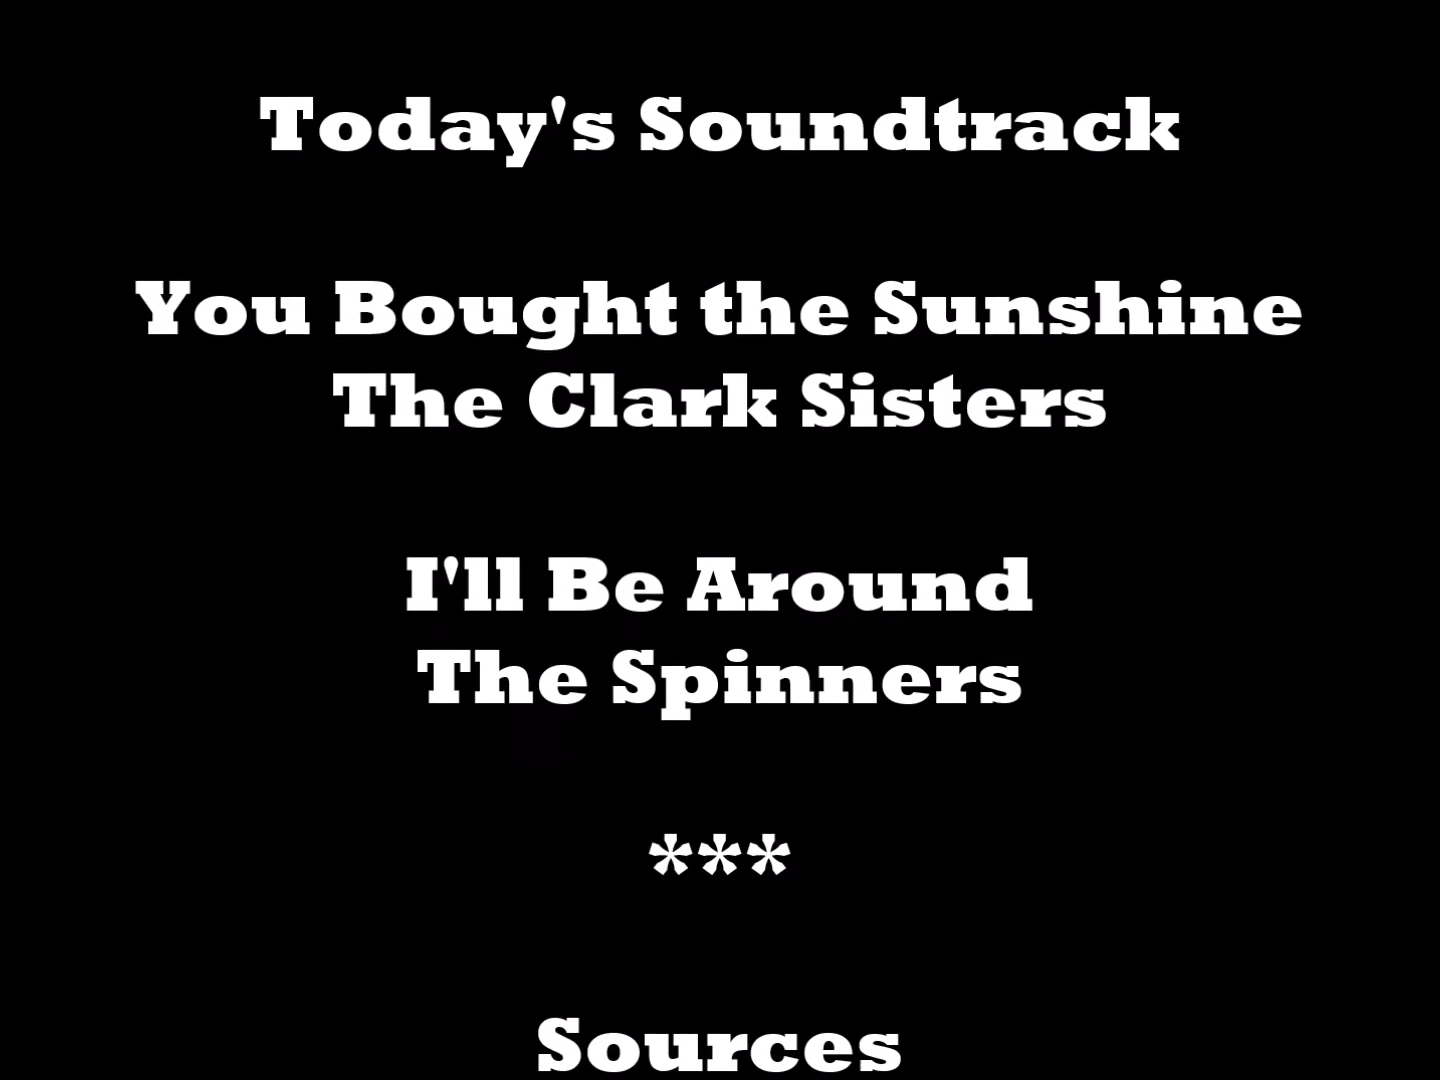 Today's Soundtrack
You Bought the Sunshine
The Clark Sisters
I'll Be Around
The Spinners
***
Sources